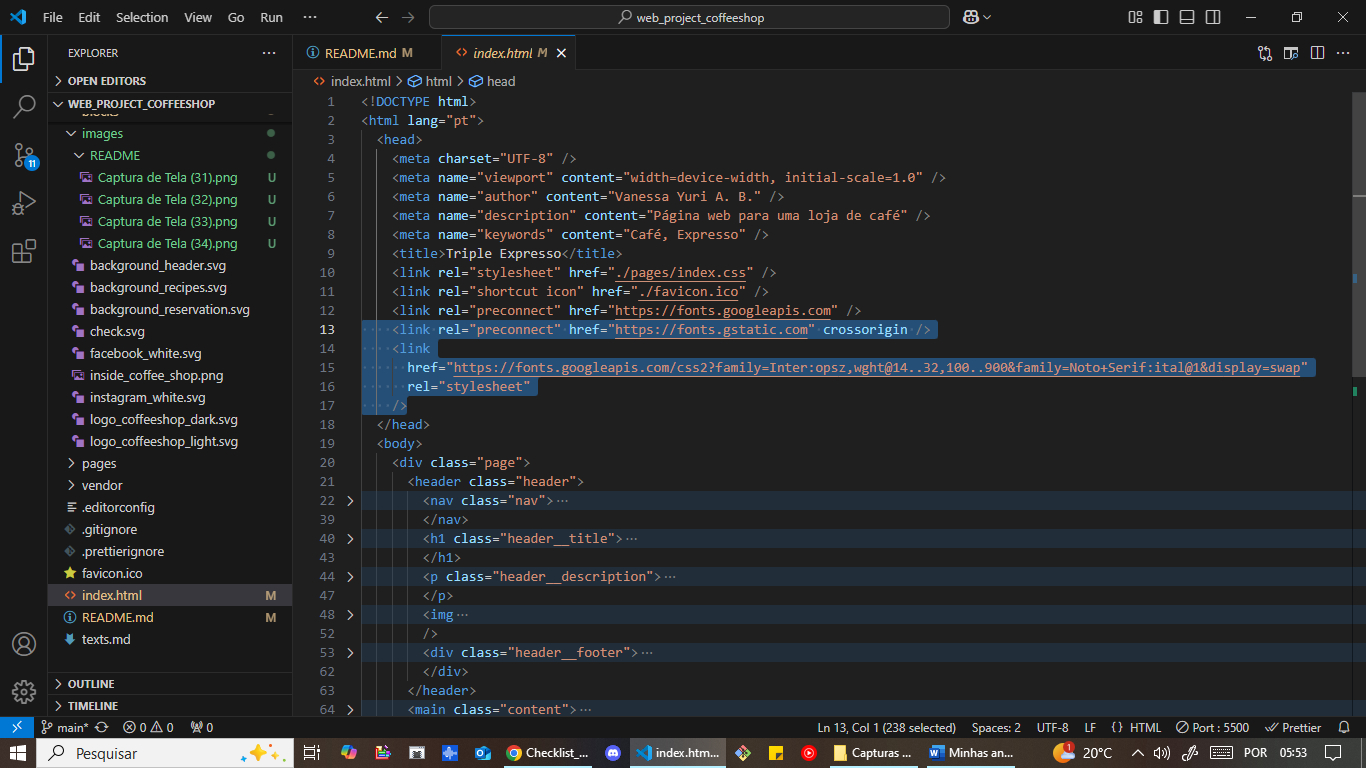 File Edit Selection View Go Run ··· web_project_coffeeshop
EXPLORER ···
OPEN EDITORS
WEB_PROJECT_COFFEESHOP
images
README
Captura de Tela (31).png U
Captura de Tela (32).png U
Captura de Tela (33).png U
Captura de Tela (34).png U
background_header.svg
background_recipes.svg
background_reservation.svg
check.svg
facebook_white.svg
inside_coffee_shop.png
instagram_white.svg
logo_coffeeshop_dark.svg
logo_coffeeshop_light.svg
pages
vendor
.editorconfig
.gitignore
.prettierignore
favicon.ico
index.html M
README.md M
texts.md
OUTLINE
TIMELINE
11
README.md M index.html M
index.html > html > head
1 <!DOCTYPE html>
2 <html lang="pt">
3 <head>
4 <meta charset="UTF-8" />
5 <meta name="viewport" content="width=device-width, initial-scale=1.0" />
6 <meta name="author" content="Vanessa Yuri A. B." />
7 <meta name="description" content="Página web para uma loja de café" />
8 <meta name="keywords" content="Café, Expresso" />
9 <title>Triple Expresso</title>
10 <link rel="stylesheet" href="./pages/index.css" />
11 <link rel="shortcut icon" href="./favicon.ico" />
12 <link rel="preconnect" href="https://fonts.googleapis.com" />
13 <link rel="preconnect" href="https://fonts.gstatic.com" crossorigin />
14 <link
15 href="https://fonts.googleapis.com/css2?family=Inter:opsz,wght@14..32,100..900&family=Noto+Serif:ital@1&display=swap"
16 rel="stylesheet"
17 />
18 </head>
19 <body>
20 <div class="page">
21 <header class="header">
22 <nav class="nav">···
39 </nav>
40 <h1 class="header__title">···
43 </h1>
44 <p class="header__description">···
47 </p>
48 <img···
52 />
53 <div class="header__footer">···
62 </div>
63 </header>
64 <main class="content">···
main* 0 0 0 Ln 13, Col 1 (238 selected) Spaces: 2 UTF-8 LF {} HTML Port : 5500 Prettier
Pesquisar Checklist_... index.htm... Capturas ... Minhas an... 1 20°C POR 05:53